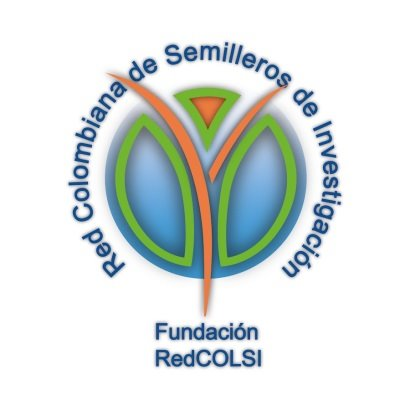 Red Colombiana de Semilleros de Investigación
Fundación
RedCOLSI